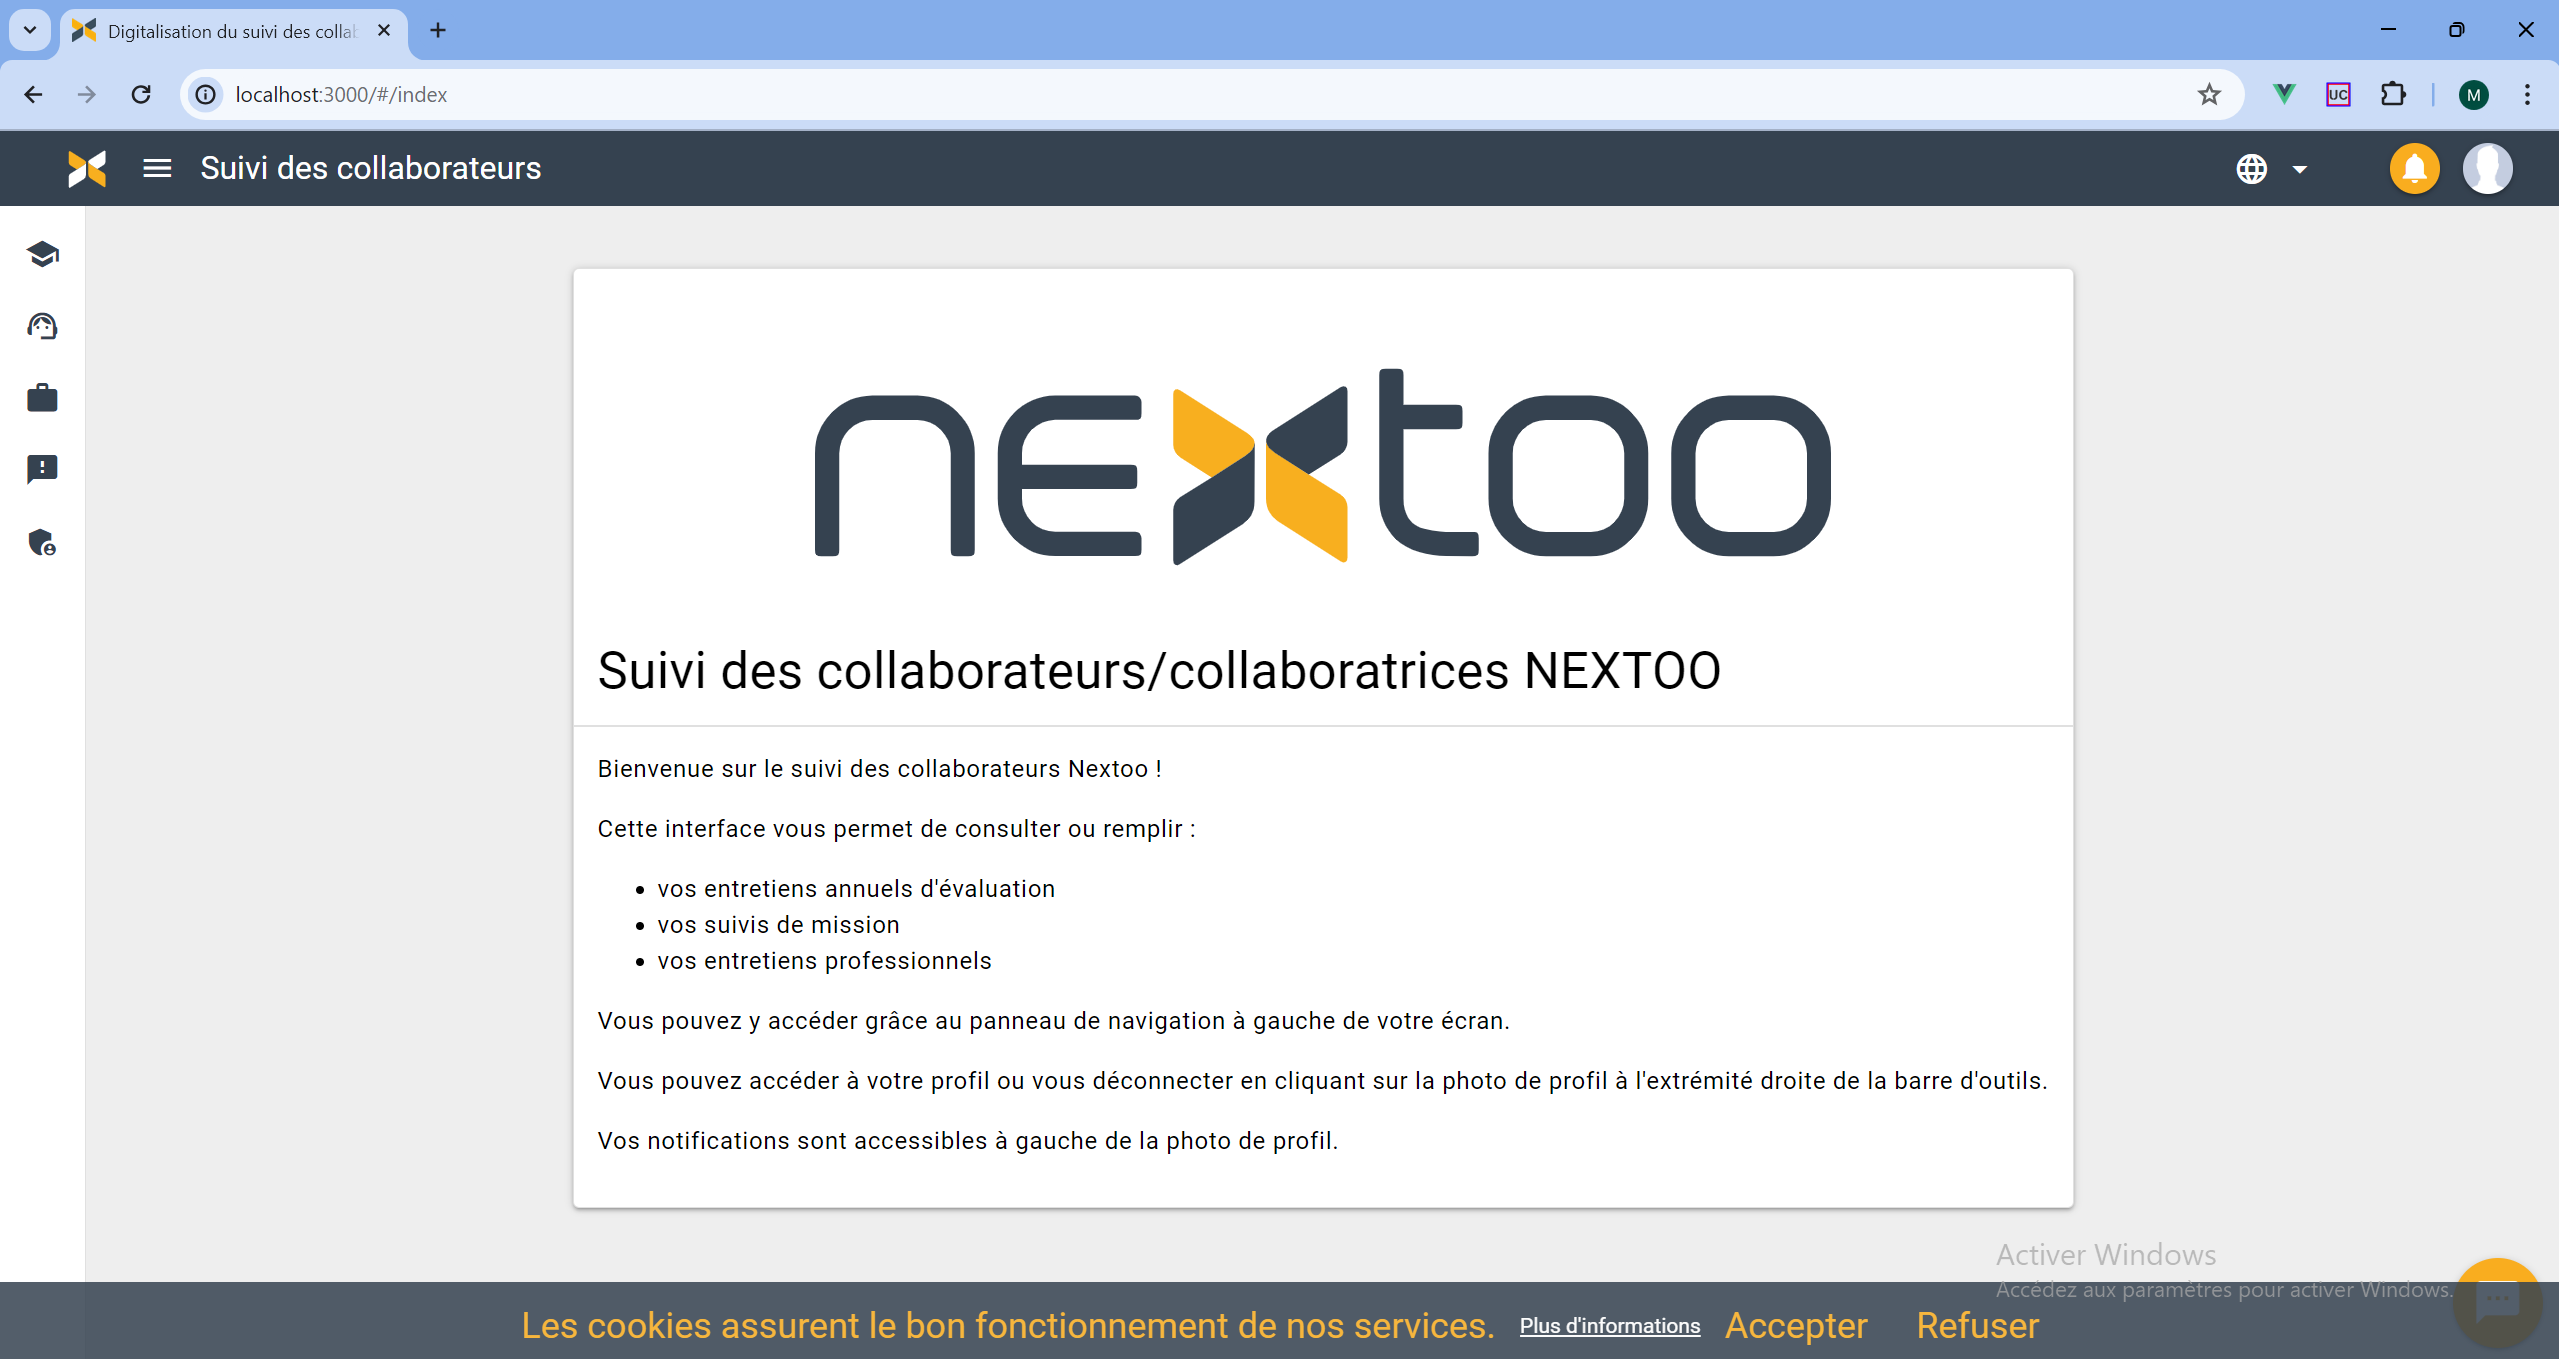 Digitalisation du suivi des collab
localhost:3000/#/index
UC
M
Suivi des collaborateurs
nextoo
Suivi des collaborateurs/collaboratrices NEXTOO
Bienvenue sur le suivi des collaborateurs Nextoo !
Cette interface vous permet de consulter ou remplir :
• vos entretiens annuels d'évaluation
• vos suivis de mission
• vos entretiens professionnels
Vous pouvez y accéder grâce au panneau de navigation à gauche de votre écran.
Vous pouvez accéder à votre profil ou vous déconnecter en cliquant sur la photo de profil à l'extrémité droite de la barre d'outils.
Vos notifications sont accessibles à gauche de la photo de profil.
Activer Windows
Accédez aux paramètres pour activer Windows.
Les cookies assurent le bon fonctionnement de nos services. Plus d'informations Accepter Refuser